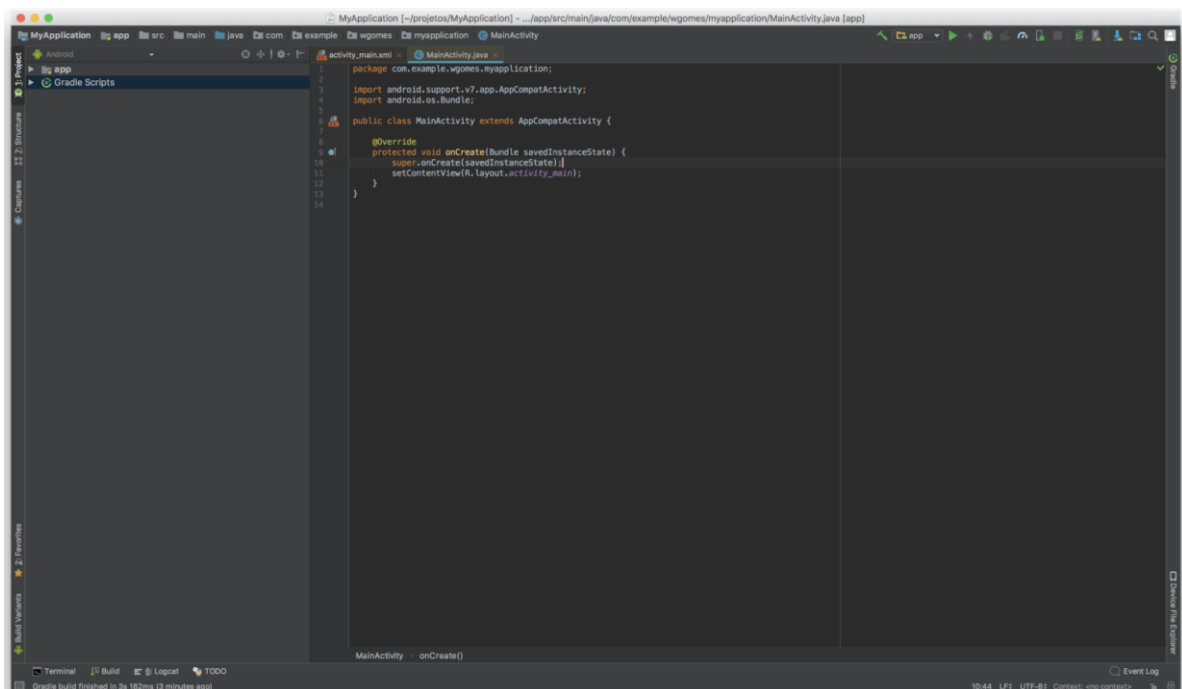 MyApplication [~/projetos/MyApplication] - .../app/src/main/java/com/example/wgomes/myapplication/MainActivity.java [app]
MyApplication app src main java com example wgomes myapplication MainActivity
app
Android
activity_main.xml
MainActivity.java
1: Project
app
Gradle Scripts
2: Structure
Captures
2: Favorites
Build Variants
1 package com.example.wgomes.myapplication;
2
3 import android.support.v7.app.AppCompatActivity;
4 import android.os.Bundle;
5
6 public class MainActivity extends AppCompatActivity {
7
8 @Override
9 protected void onCreate(Bundle savedInstanceState) {
10 super.onCreate(savedInstanceState);
11 setContentView(R.layout.activity_main);
12 }
13 }
14
Gradle
Device File Explorer
MainActivity onCreate()
Terminal Build 6: Logcat TODO
Event Log
Gradle build finished in 3s 182ms (3 minutes ago)
10:44 LF: UTF-8: Context: <no context>